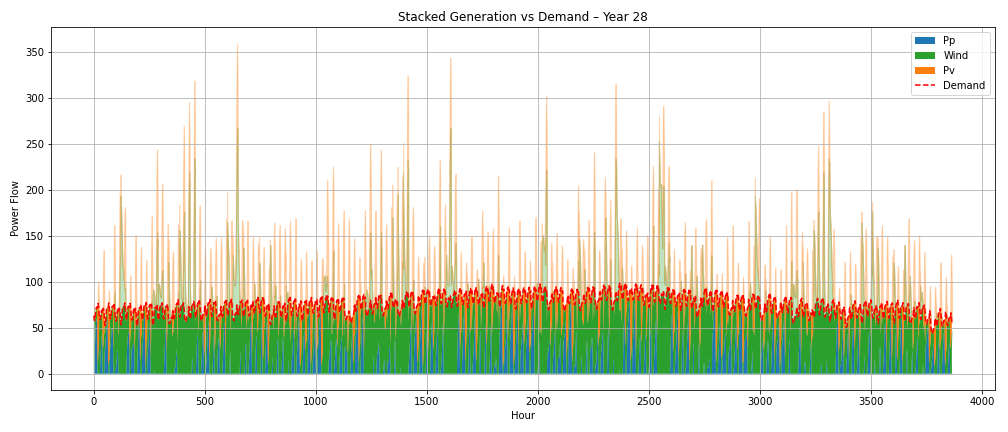 Stacked Generation vs Demand – Year 28
Power Flow
350
300
250
200
150
100
50
0
0 500 1000 1500 2000 2500 3000 3500 4000
Hour
Pp
Wind
Pv
Demand